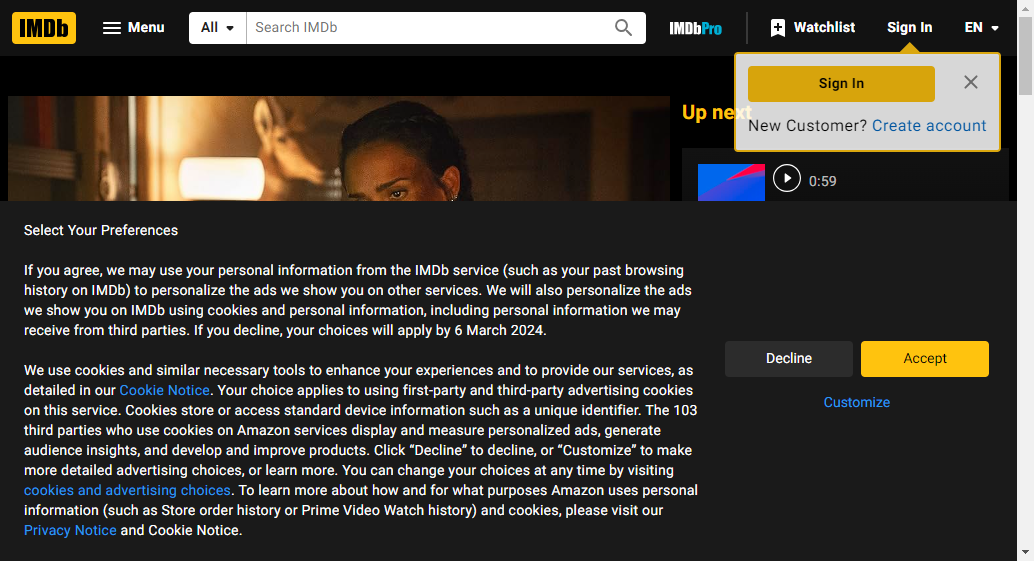 IMDb Menu All Search IMDb IMDbPro Watchlist Sign In EN
Sign In
New Customer? Create account
Up next
0:59
Select Your Preferences
If you agree, we may use your personal information from the IMDb service (such as your past browsing
history on IMDb) to personalize the ads we show you on other services. We will also personalize the ads
we show you on IMDb using cookies and personal information, including personal information we may
receive from third parties. If you decline, your choices will apply by 6 March 2024.
We use cookies and similar necessary tools to enhance your experiences and to provide our services, as
detailed in our Cookie Notice. Your choice applies to using first-party and third-party advertising cookies
on this service. Cookies store or access standard device information such as a unique identifier. The 103
third parties who use cookies on Amazon services display and measure personalized ads, generate
audience insights, and develop and improve products. Click “Decline” to decline, or “Customize” to make
more detailed advertising choices, or learn more. You can change your choices at any time by visiting
cookies and advertising choices. To learn more about how and for what purposes Amazon uses personal
information (such as Store order history or Prime Video Watch history) and cookies, please visit our
Privacy Notice and Cookie Notice.
Decline Accept
Customize